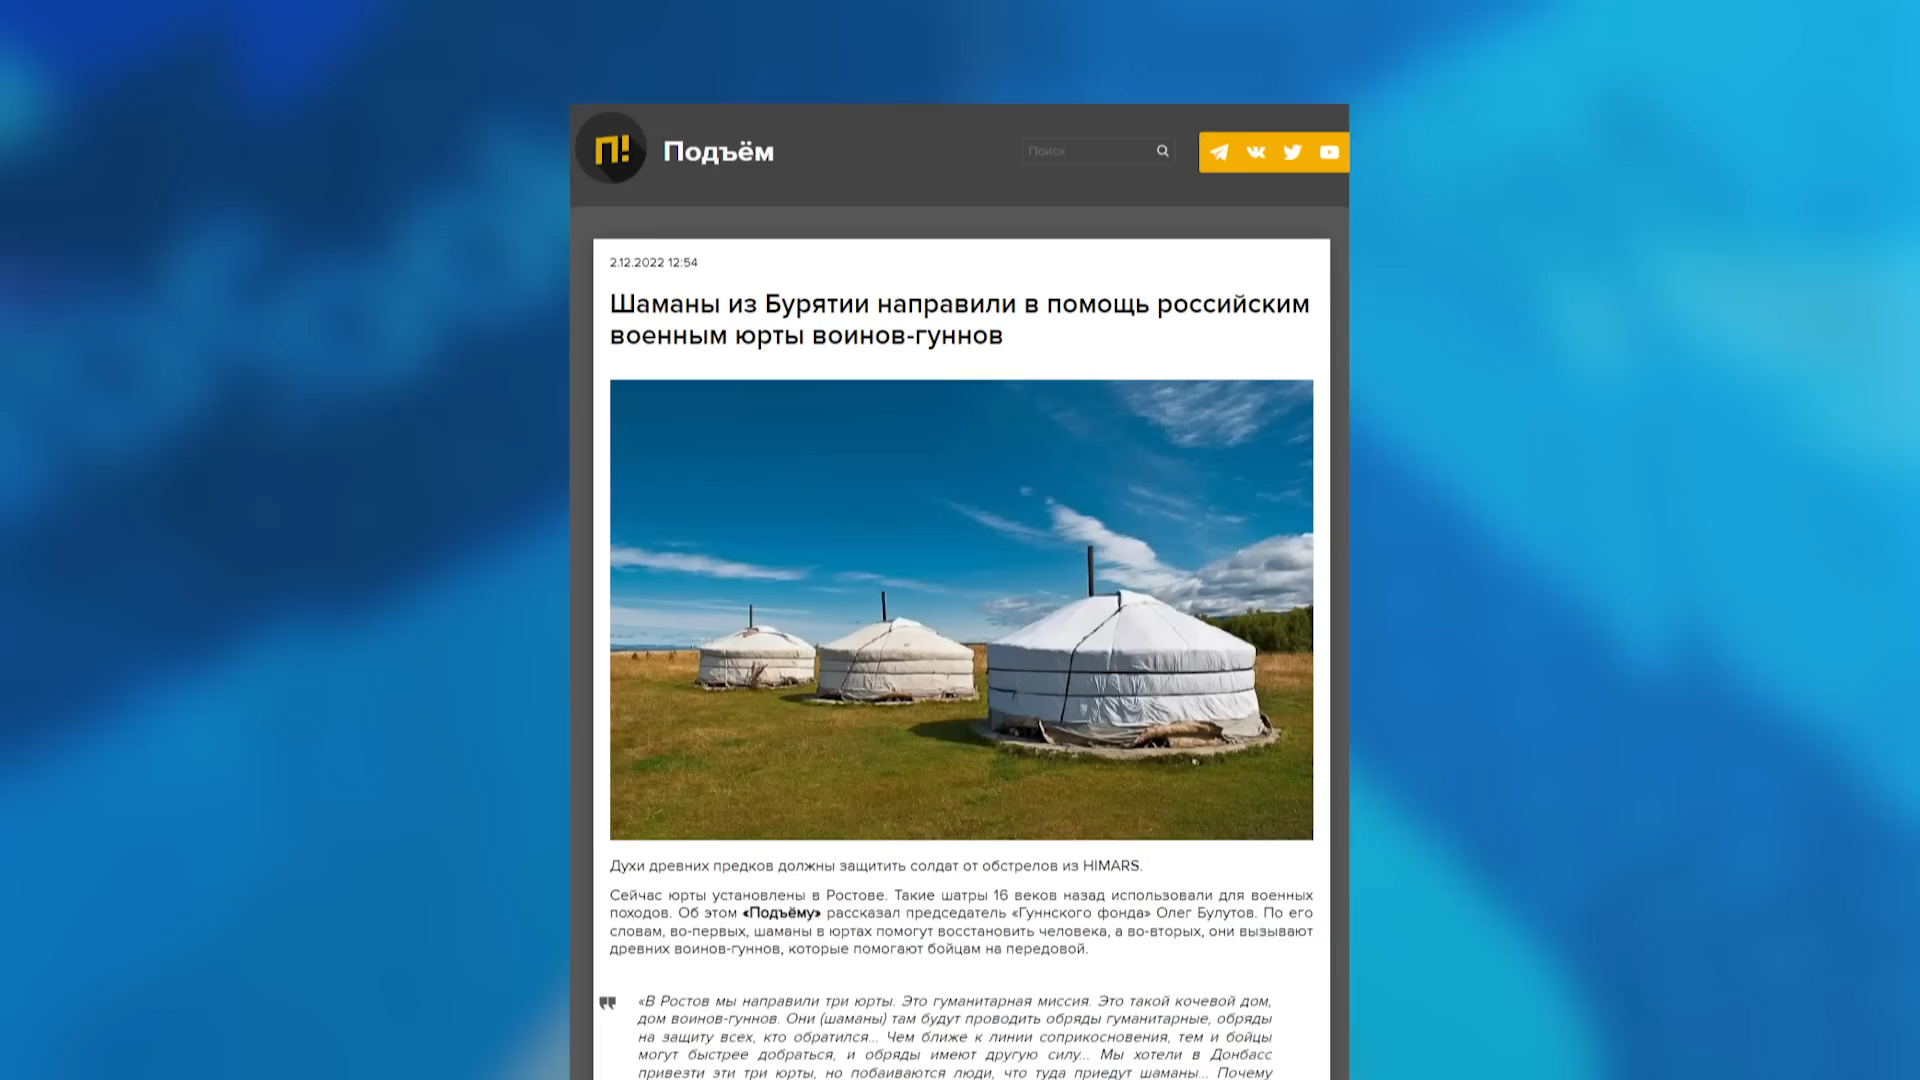 П!
Подъём
Поиск
2.12.2022 12:54
Шаманы из Бурятии направили в помощь российским
военным юрты воинов-гуннов
Духи древних предков должны защитить солдат от обстрелов из HIMARS.
Сейчас юрты установлены в Ростове. Такие шатры 16 веков назад использовали для военных
походов. Об этом «Подъёму» рассказал председатель «Гуннского фонда» Олег Булутов. По его
словам, во-первых, шаманы в юртах помогут восстановить человека, а во-вторых, они вызывают
древних воинов-гуннов, которые помогают бойцам на передовой.
«В Ростов мы направили три юрты. Это гуманитарная миссия. Это такой кочевой дом,
дом воинов-гуннов. Они (шаманы) там будут проводить обряды гуманитарные, обряды
на защиту всех, кто обратился... Чем ближе к линии соприкосновения, тем и бойцы
могут быстрее добраться, и обряды имеют другую силу... Мы хотели в Донбасс
привезти эти три юрты, но побаиваются люди, что туда приедут шаманы... Почему